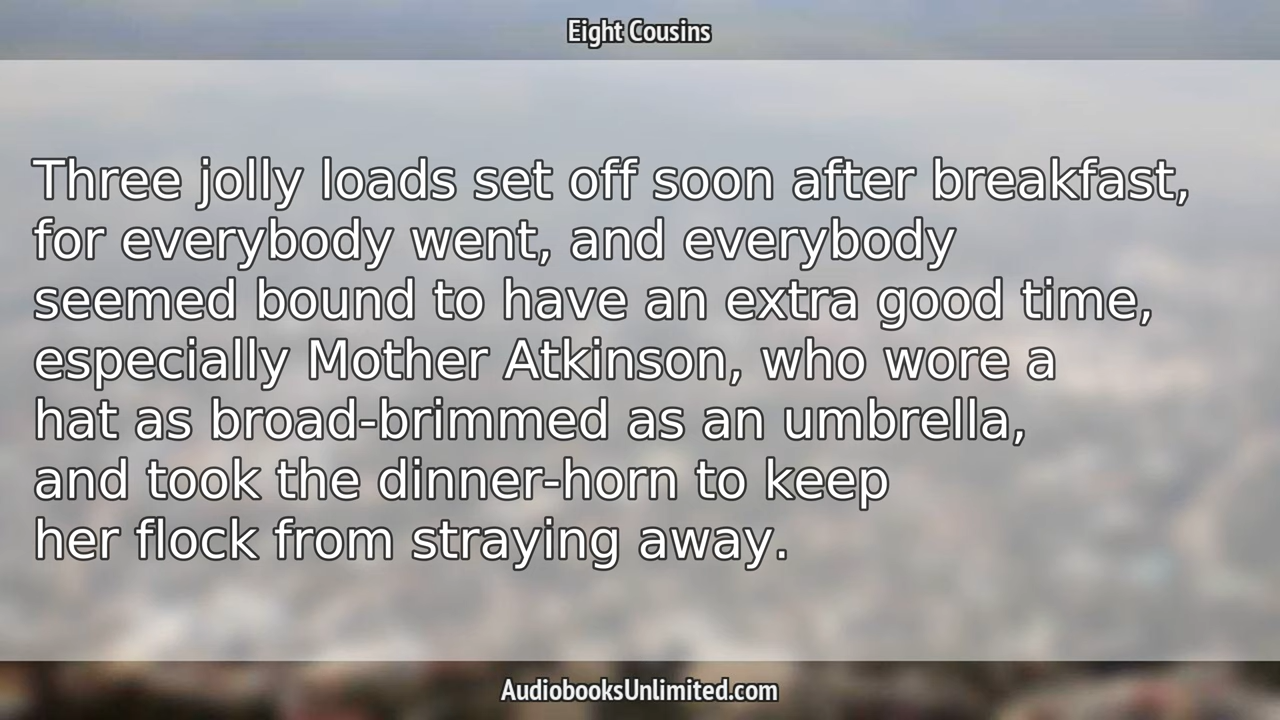 Eight Cousins
Three jolly loads set off soon after breakfast,
for everybody went, and everybody
seemed bound to have an extra good time,
especially Mother Atkinson, who wore a
hat as broad-brimmed as an umbrella,
and took the dinner-horn to keep
her flock from straying away.
AudiobooksUnlimited.com